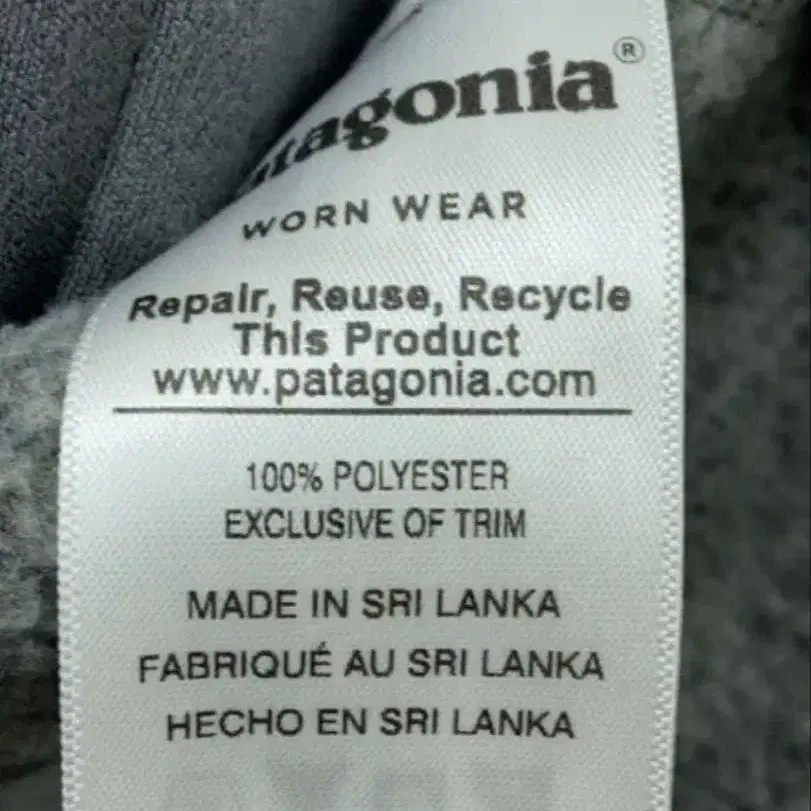 patagonia®
WORN WEAR
Repair, Reuse, Recycle
This Product
www.patagonia.com
100% POLYESTER
EXCLUSIVE OF TRIM
MADE IN SRI LANKA
FABRIQUÉ AU SRI LANKA
HECHO EN SRI LANKA